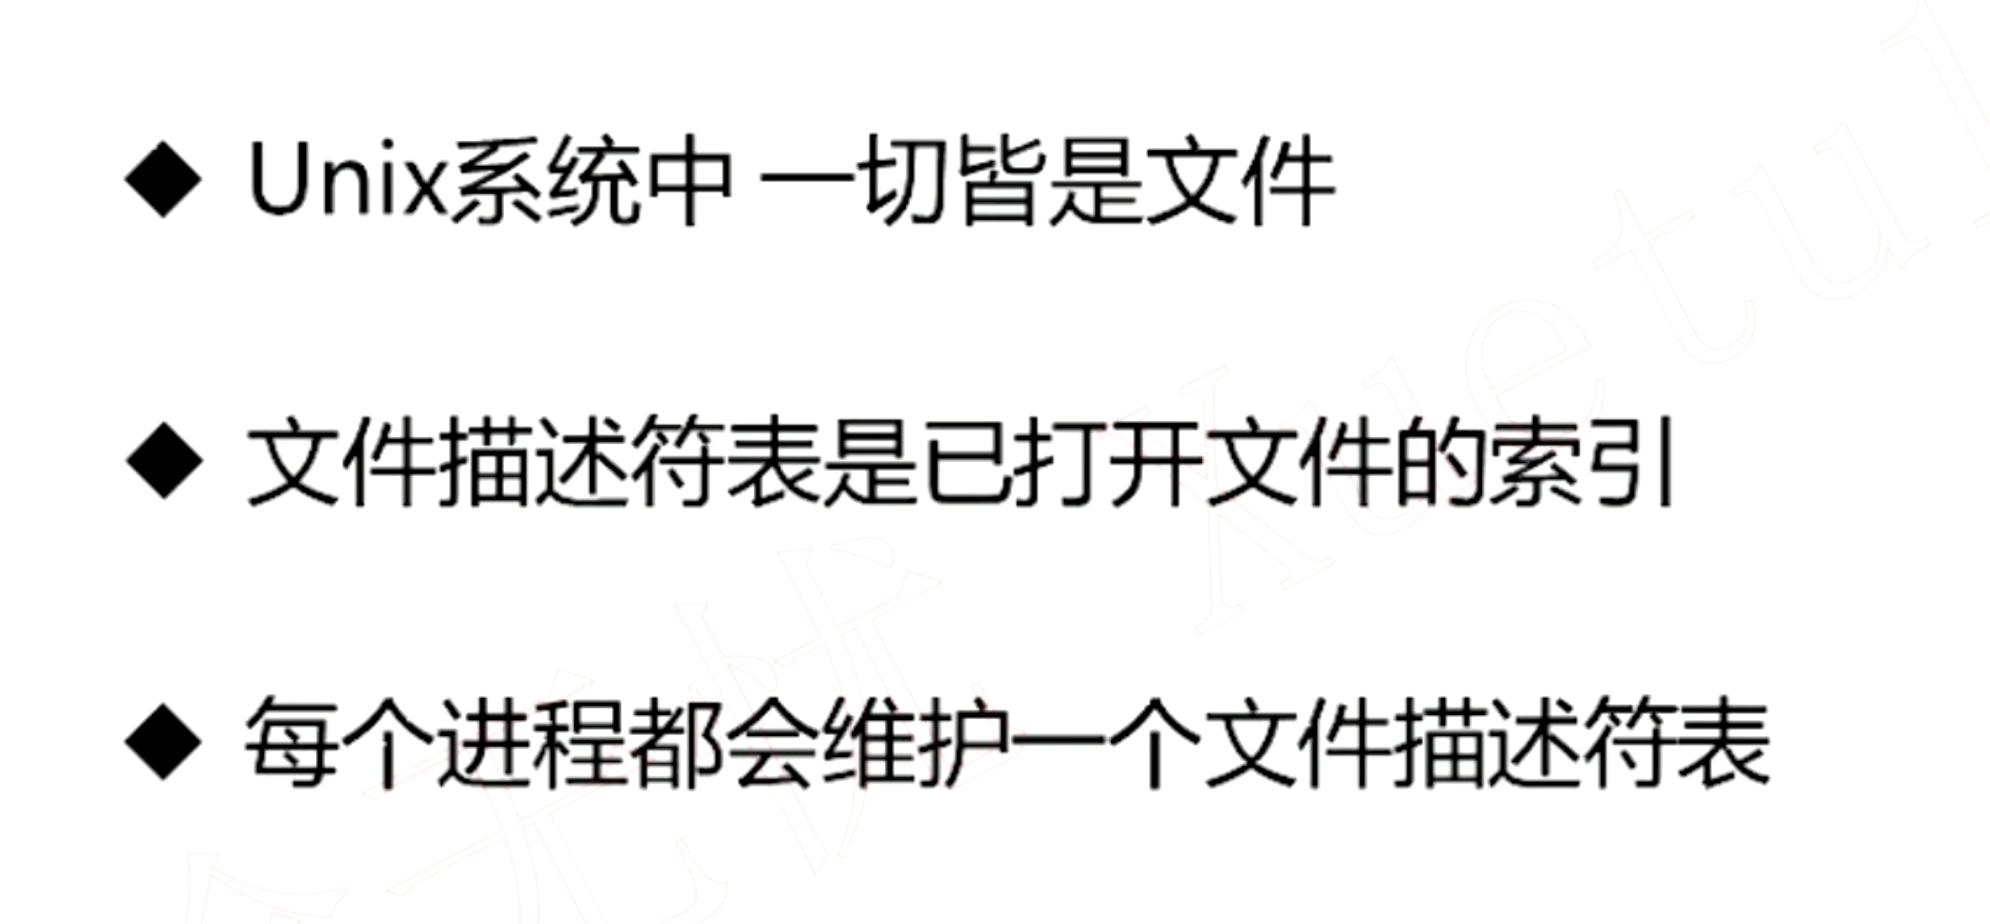 ◆ Unix系统中 一切皆是文件
◆ 文件描述符表是已打开文件的索引
◆ 每个进程都会维护一个文件描述符表